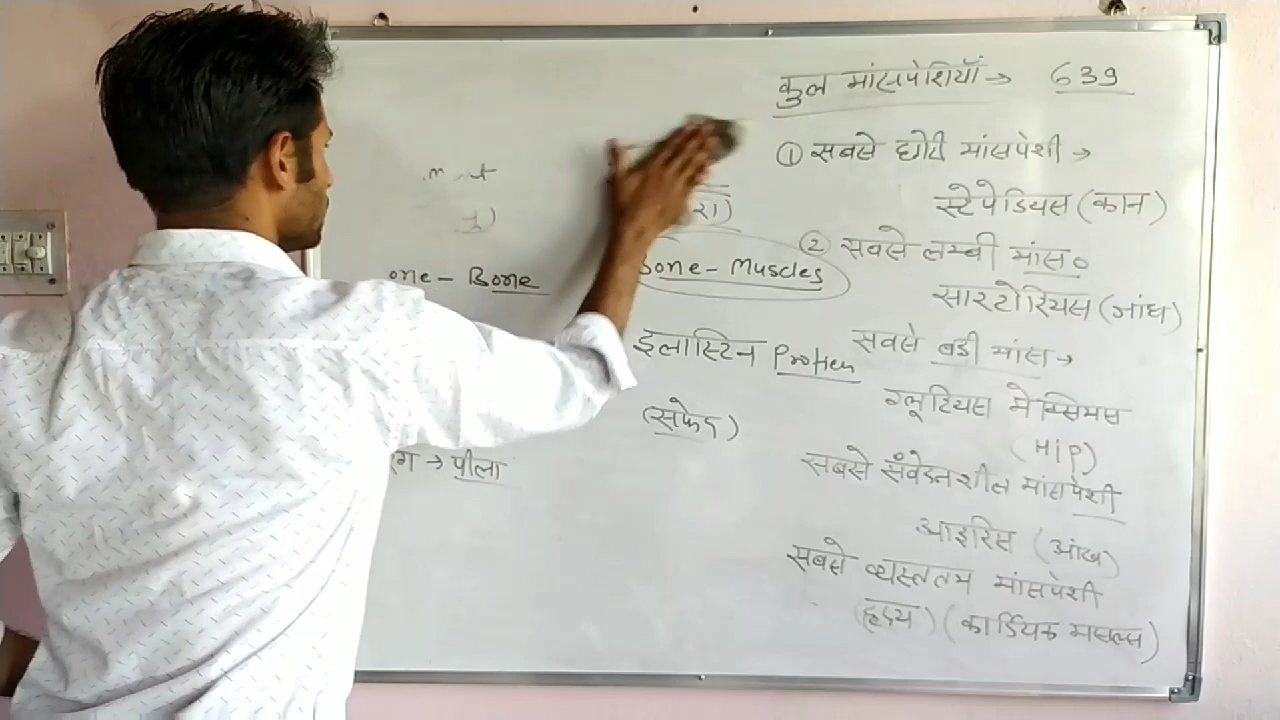 कुल मांसपेशियाँ → 639
① सबसे छोटी मांसपेशी →
स्टेपेडियस (कान)
② सबसे लम्बी मांस०
सारटोरियस (जांघ)
सबसे बडी मांस →
ग्लूटियस मेक्सिमस
(Hip)
सबसे संवेदनशील मांसपेशी
आइरिस (आंख)
सबसे व्यस्ततम मांसपेशी
(हृदय) (कार्डियक मसल्स)
one - Bone
Bone - Muscles
इलास्टिन
(सफेद)
→ पीला